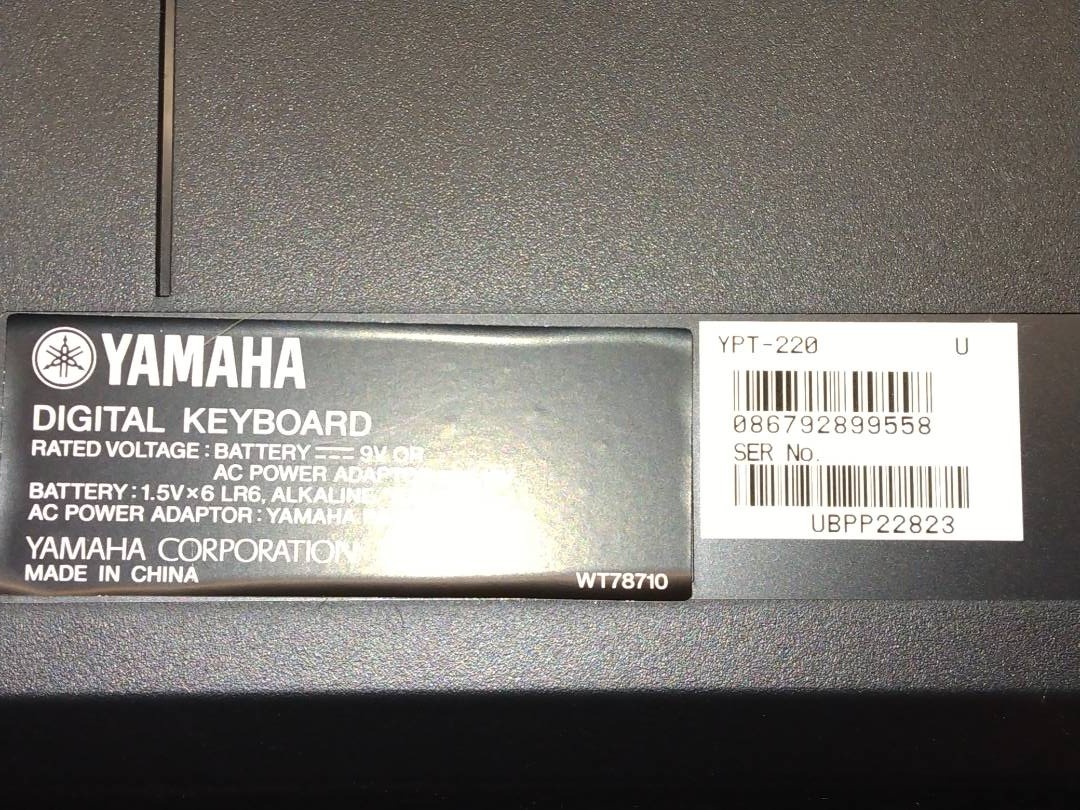 YAMAHA
DIGITAL KEYBOARD
RATED VOLTAGE : BATTERY ⎓ 9V OR
AC POWER ADAPTOR
BATTERY : 1.5V×6 LR6, ALKALINE
AC POWER ADAPTOR : YAMAHA
YAMAHA CORPORATION
MADE IN CHINA
WT78710
YPT-220 U
086792899558
SER No.
UBPP22823